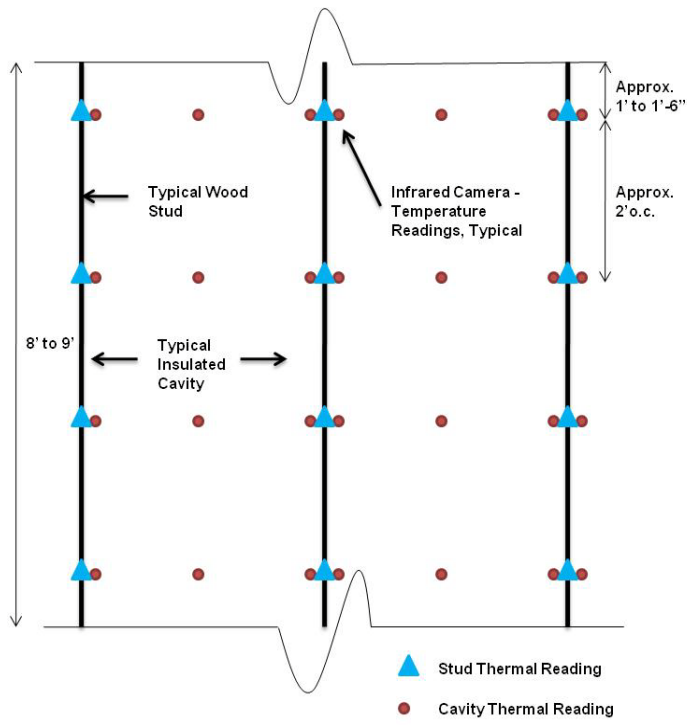 Approx.
1' to 1'-6"
Typical Wood
Stud
Infrared Camera -
Temperature
Readings, Typical
Approx.
2' o.c.
8' to 9'
Typical
Insulated
Cavity
Stud Thermal Reading
Cavity Thermal Reading